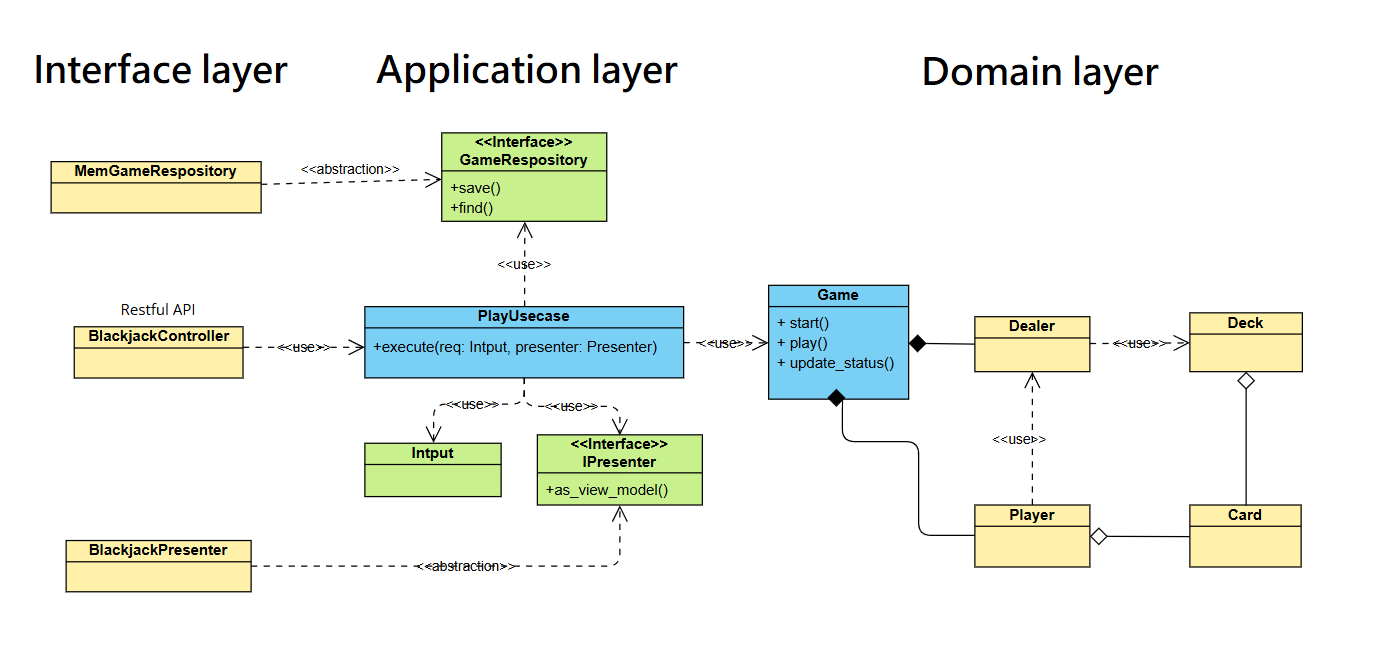 Interface layer
Application layer
Domain layer
MemGameRespository
<<abstraction>>
<<Interface>>
GameRespository
+save()
+find()
<<use>>
Restful API
BlackjackController
<<use>>
PlayUsecase
+execute(req: Intput, presenter: Presenter)
<<use>>
Game
+ start()
+ play()
+ update_status()
Dealer
<<use>>
Deck
<<use>>
<<use>>
Intput
<<Interface>>
IPresenter
+as_view_model()
<<use>>
Player
Card
BlackjackPresenter
<<abstraction>>